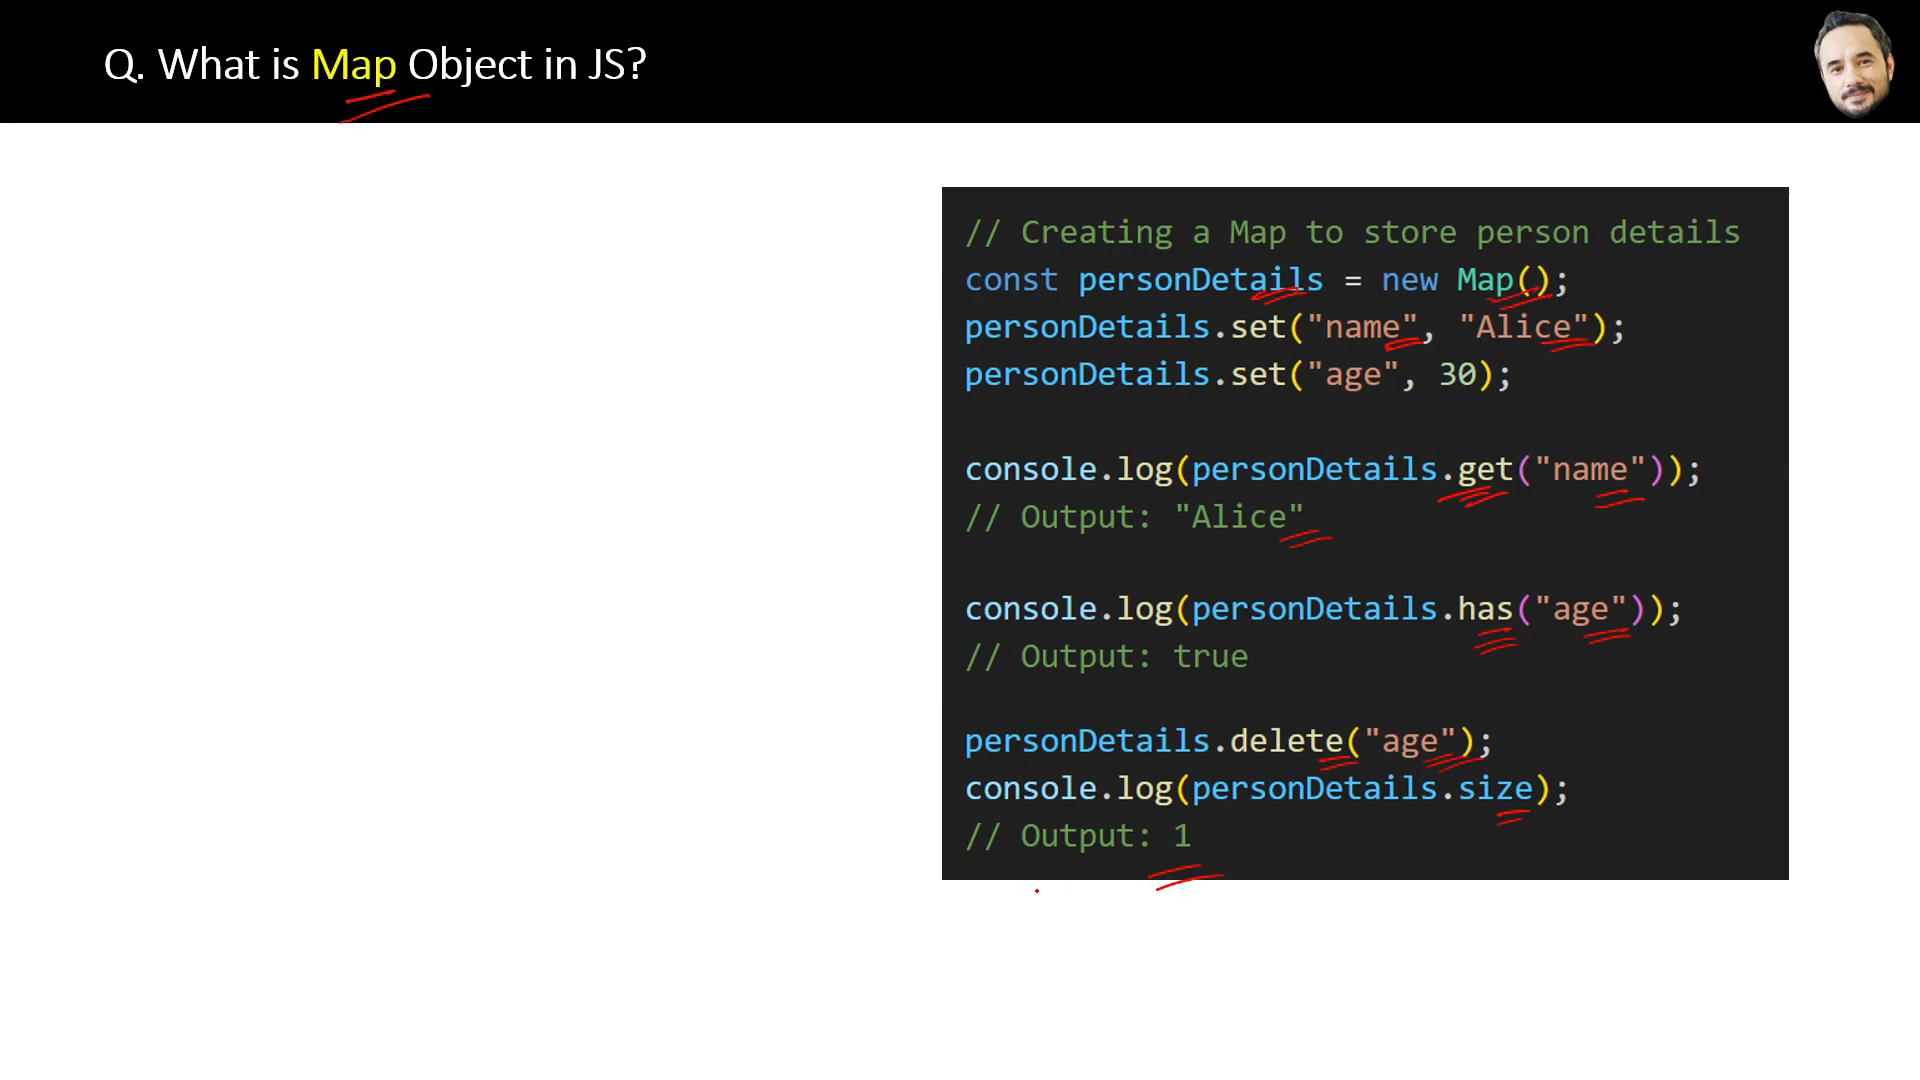 Q. What is Map Object in JS?
// Creating a Map to store person details
const personDetails = new Map();
personDetails.set("name", "Alice");
personDetails.set("age", 30);
console.log(personDetails.get("name"));
// Output: "Alice"
console.log(personDetails.has("age"));
// Output: true
personDetails.delete("age");
console.log(personDetails.size);
// Output: 1